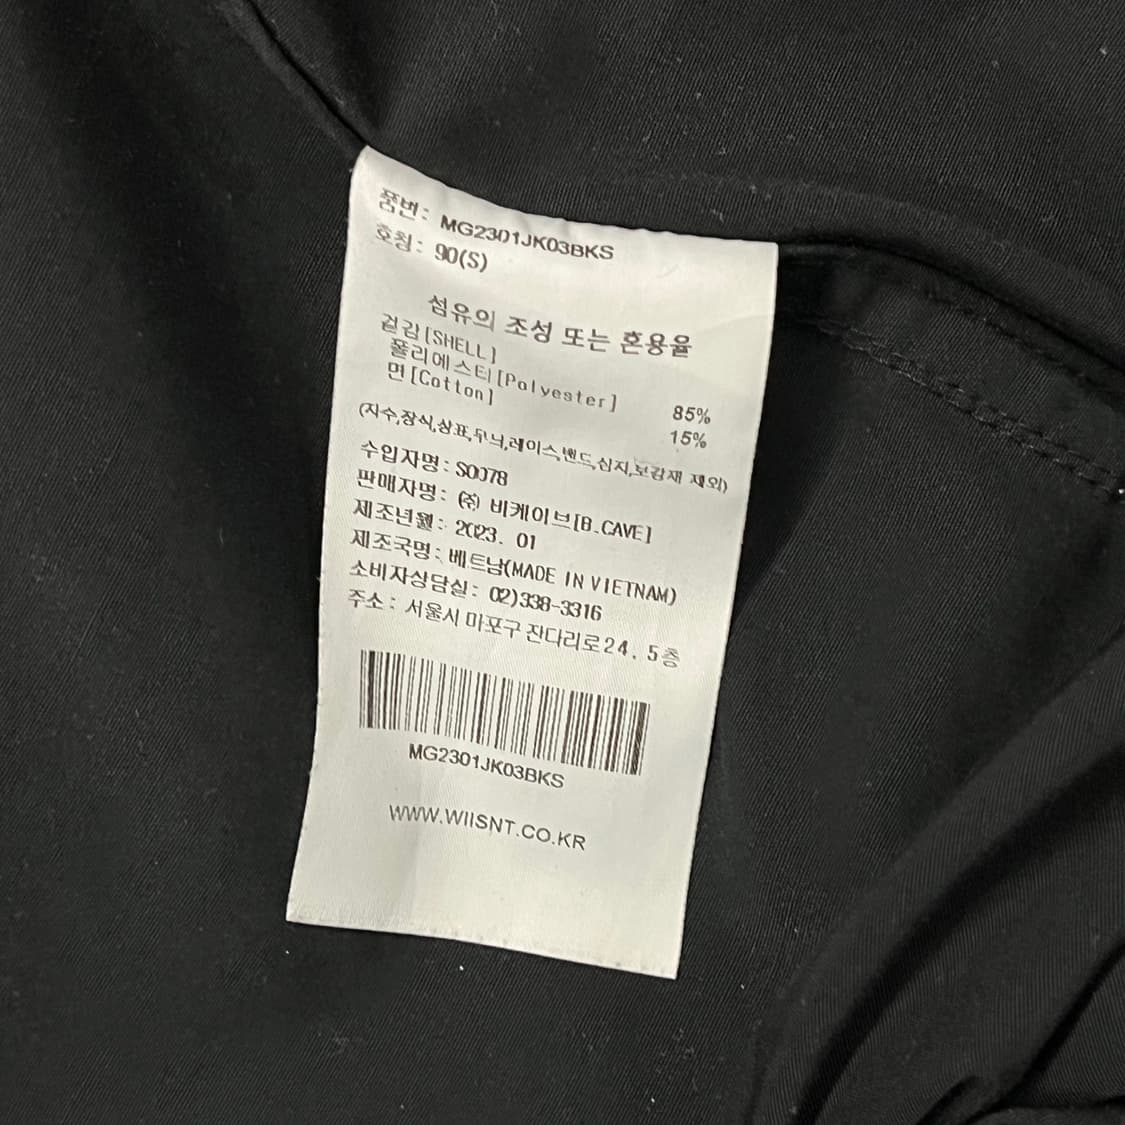 품번: MG2301JK03BKS
호칭: 90(S)
섬유의 조성 또는 혼용율
겉감[SHELL]
폴리에스터[Polyester] 85%
면[Cotton] 15%
(자수,장식,상표,무늬,레이스,밴드,심지,보강재 제외)
수입자명: S0078
판매자명: ㈜ 비케이브[B.CAVE]
제조년월: 2023. 01
제조국명: 베트남(MADE IN VIETNAM)
소비자상담실: 02)338-3316
주소: 서울시 마포구 잔다리로24, 5층
MG2301JK03BKS
WWW.WIISNT.CO.KR